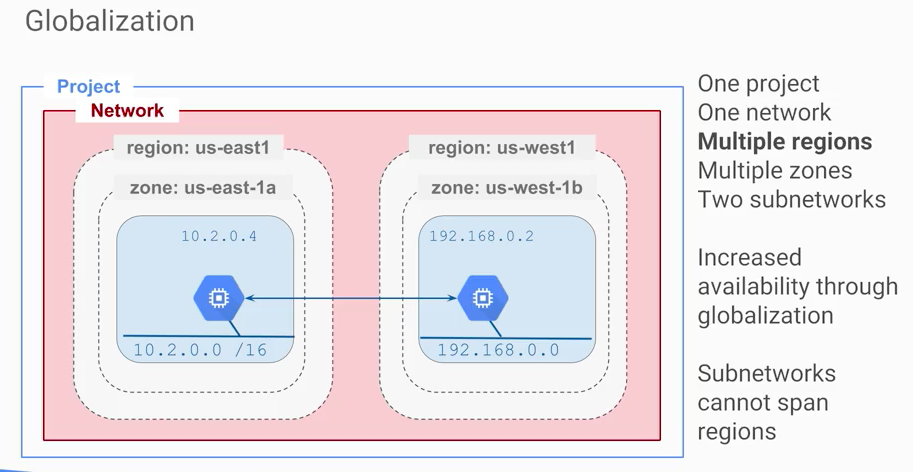 Globalization
Project
Network
region: us-east1
region: us-west1
zone: us-east-1a
zone: us-west-1b
10.2.0.4
192.168.0.2
10.2.0.0 /16
192.168.0.0
One project
One network
Multiple regions
Multiple zones
Two subnetworks
Increased
availability through
globalization
Subnetworks
cannot span
regions